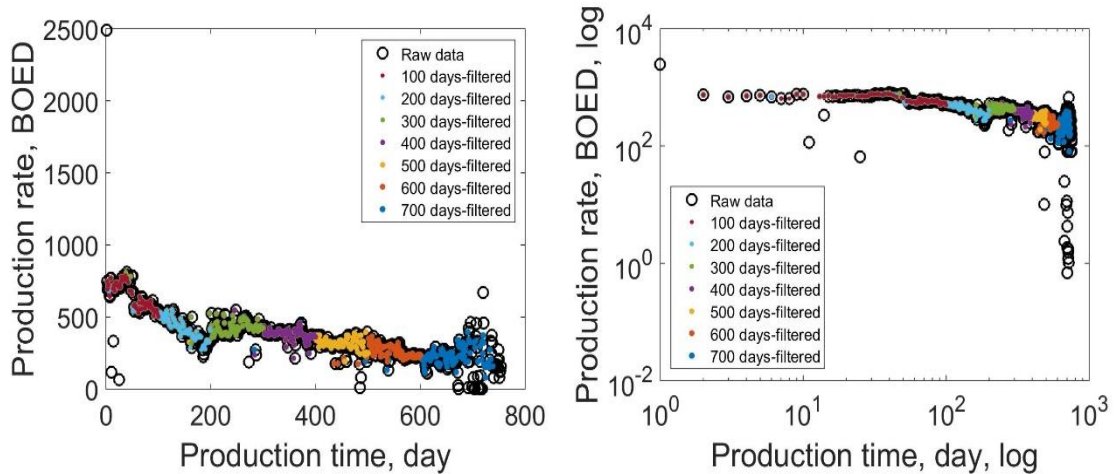 Production rate, BOED
2500
2000
1500
1000
500
0
0 200 400 600 800
Production time, day
Raw data
100 days-filtered
200 days-filtered
300 days-filtered
400 days-filtered
500 days-filtered
600 days-filtered
700 days-filtered
Production rate, BOED, log
10^4
10^2
10^0
10^-2
10^0 10^1 10^2 10^3
Production time, day, log
Raw data
100 days-filtered
200 days-filtered
300 days-filtered
400 days-filtered
500 days-filtered
600 days-filtered
700 days-filtered